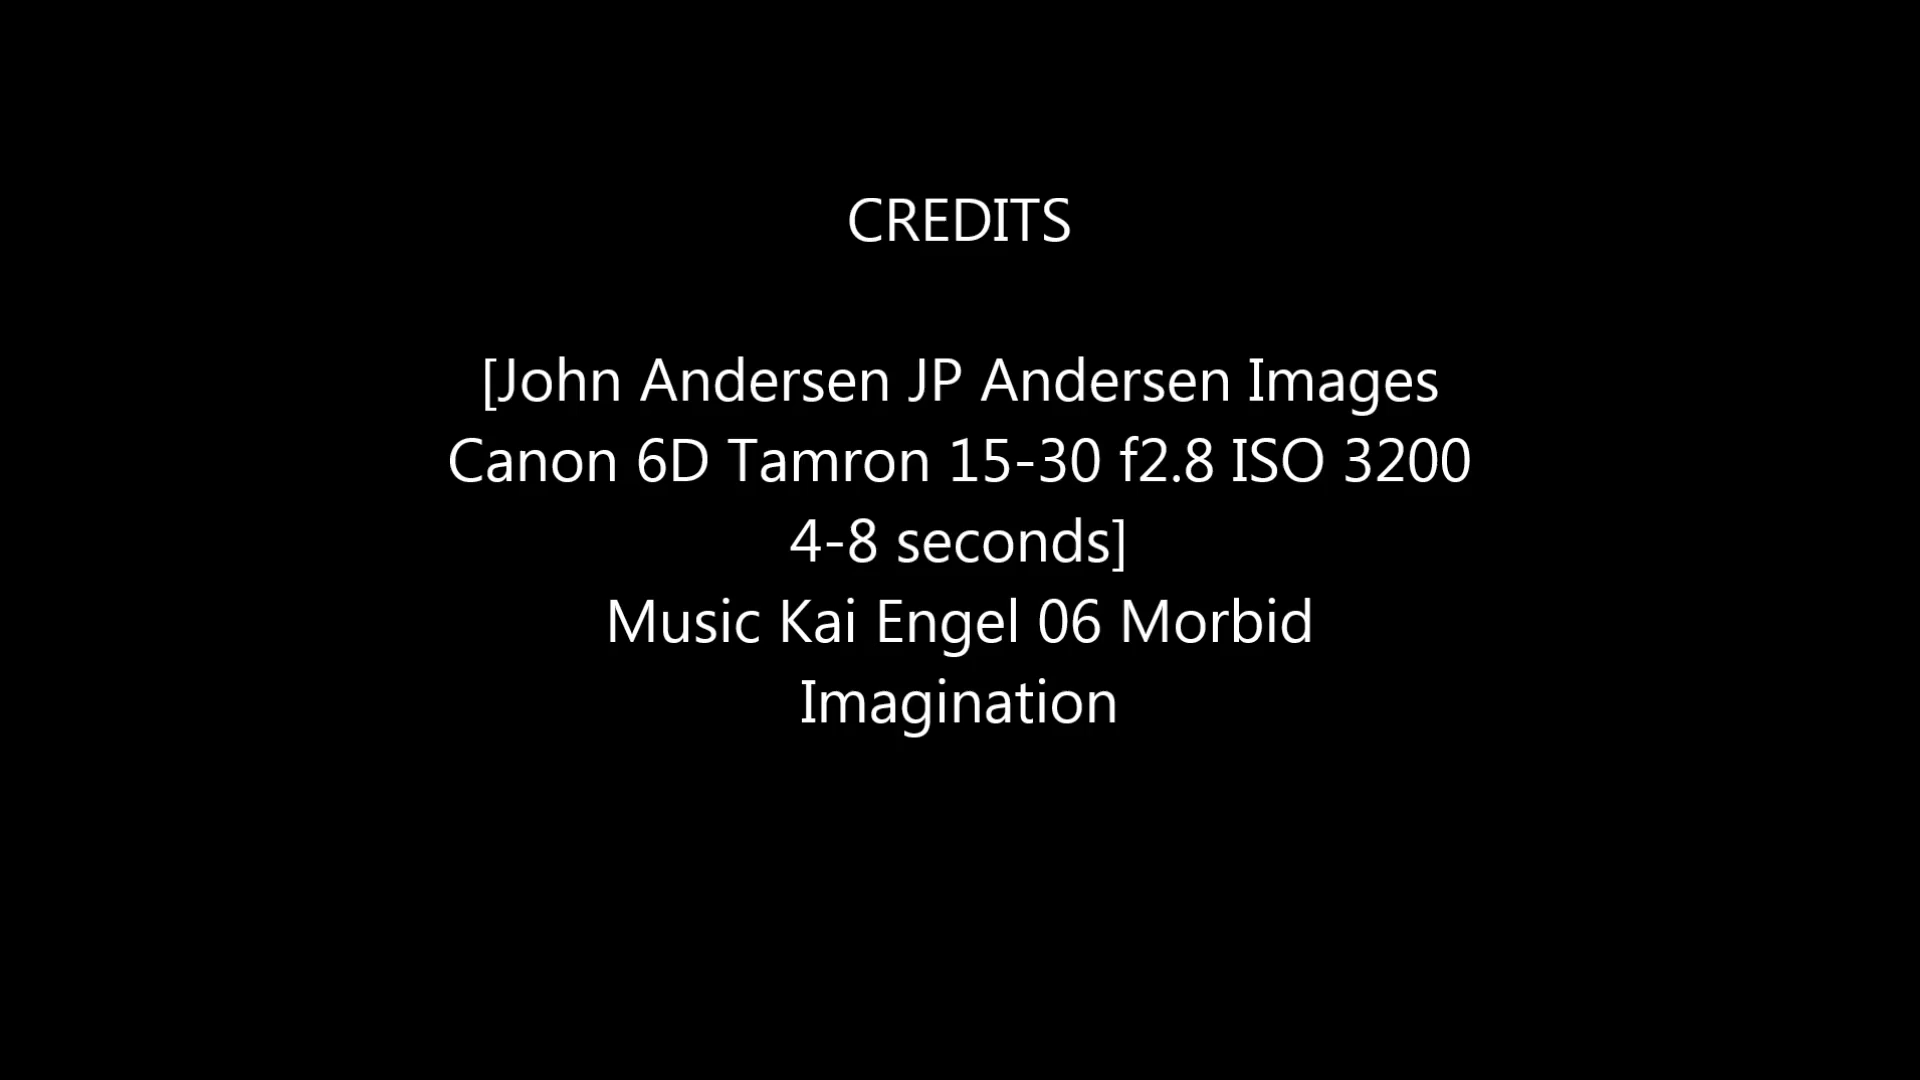 CREDITS
[John Andersen JP Andersen Images
Canon 6D Tamron 15-30 f2.8 ISO 3200
4-8 seconds]
Music Kai Engel 06 Morbid
Imagination